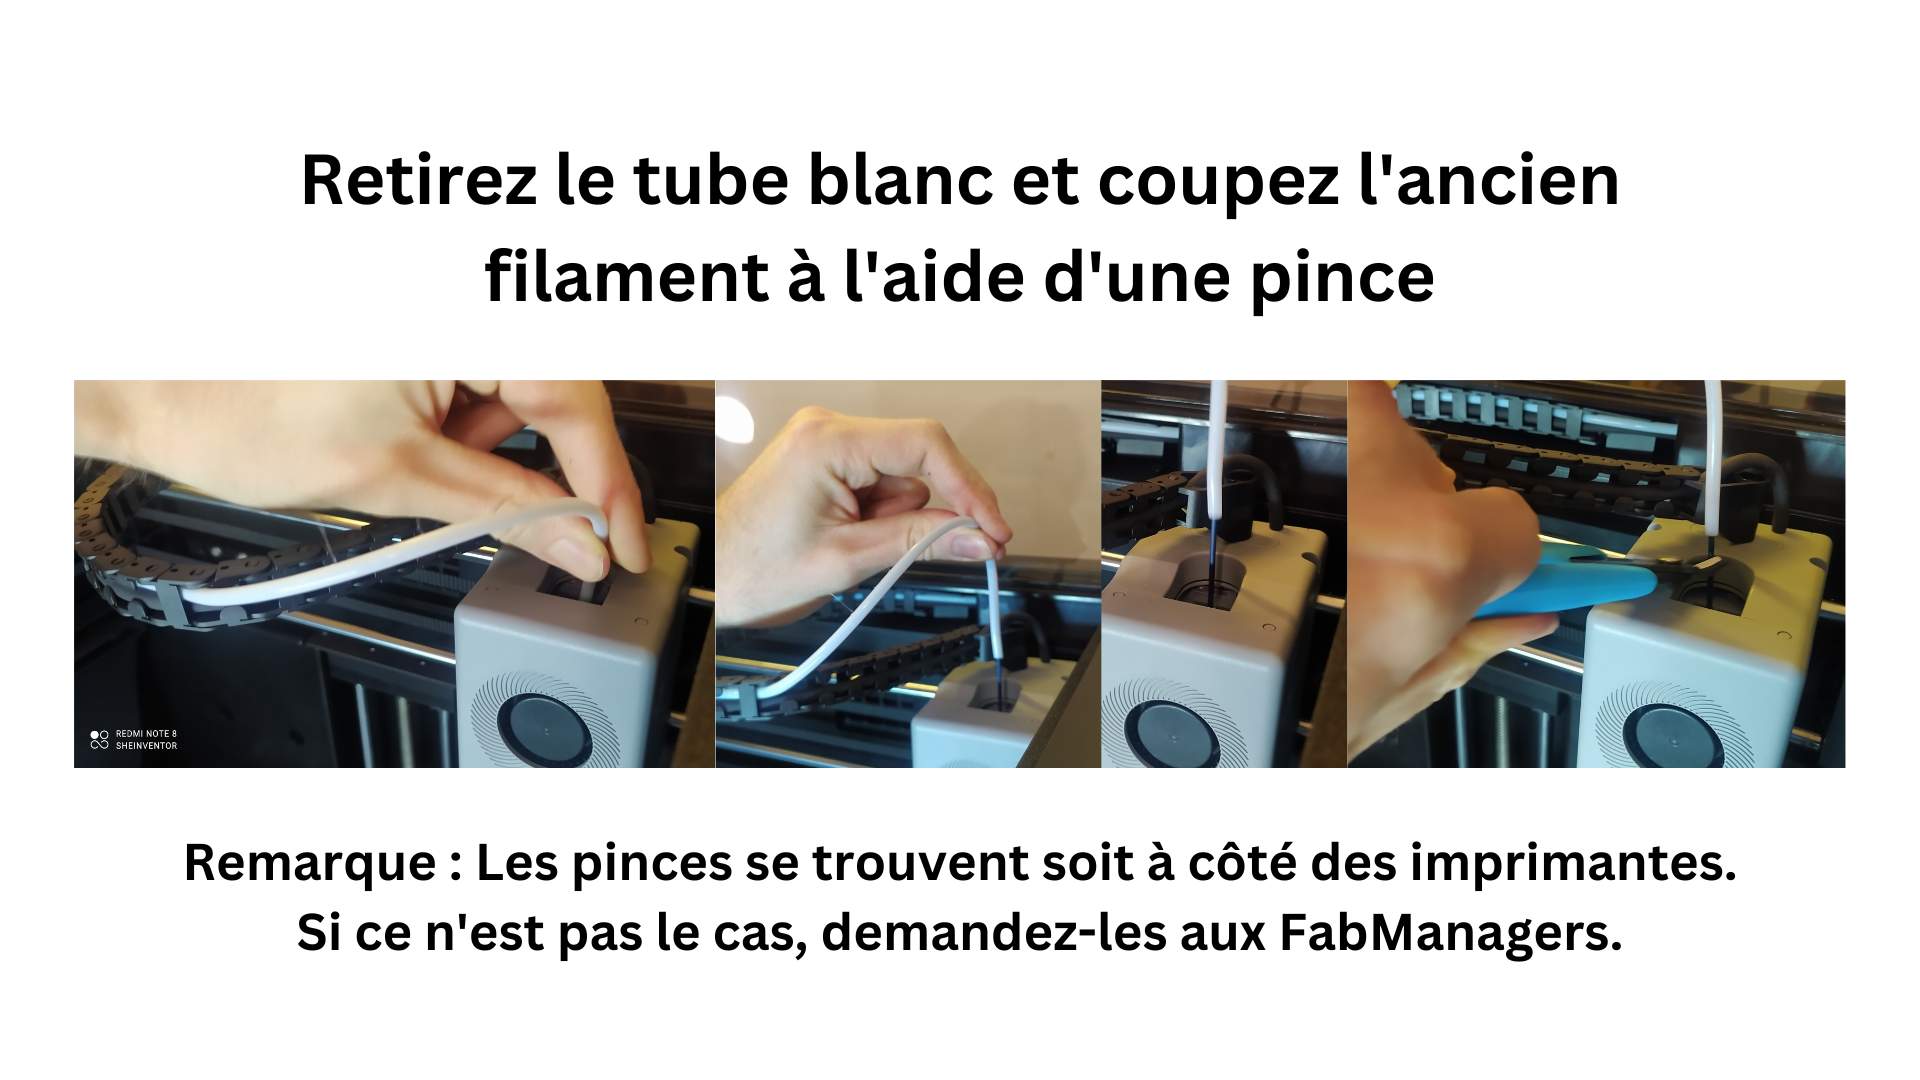 Retirez le tube blanc et coupez l'ancien
filament à l'aide d'une pince
REDMI NOTE 8
SHEINVENTOR
Remarque : Les pinces se trouvent soit à côté des imprimantes.
Si ce n'est pas le cas, demandez-les aux FabManagers.